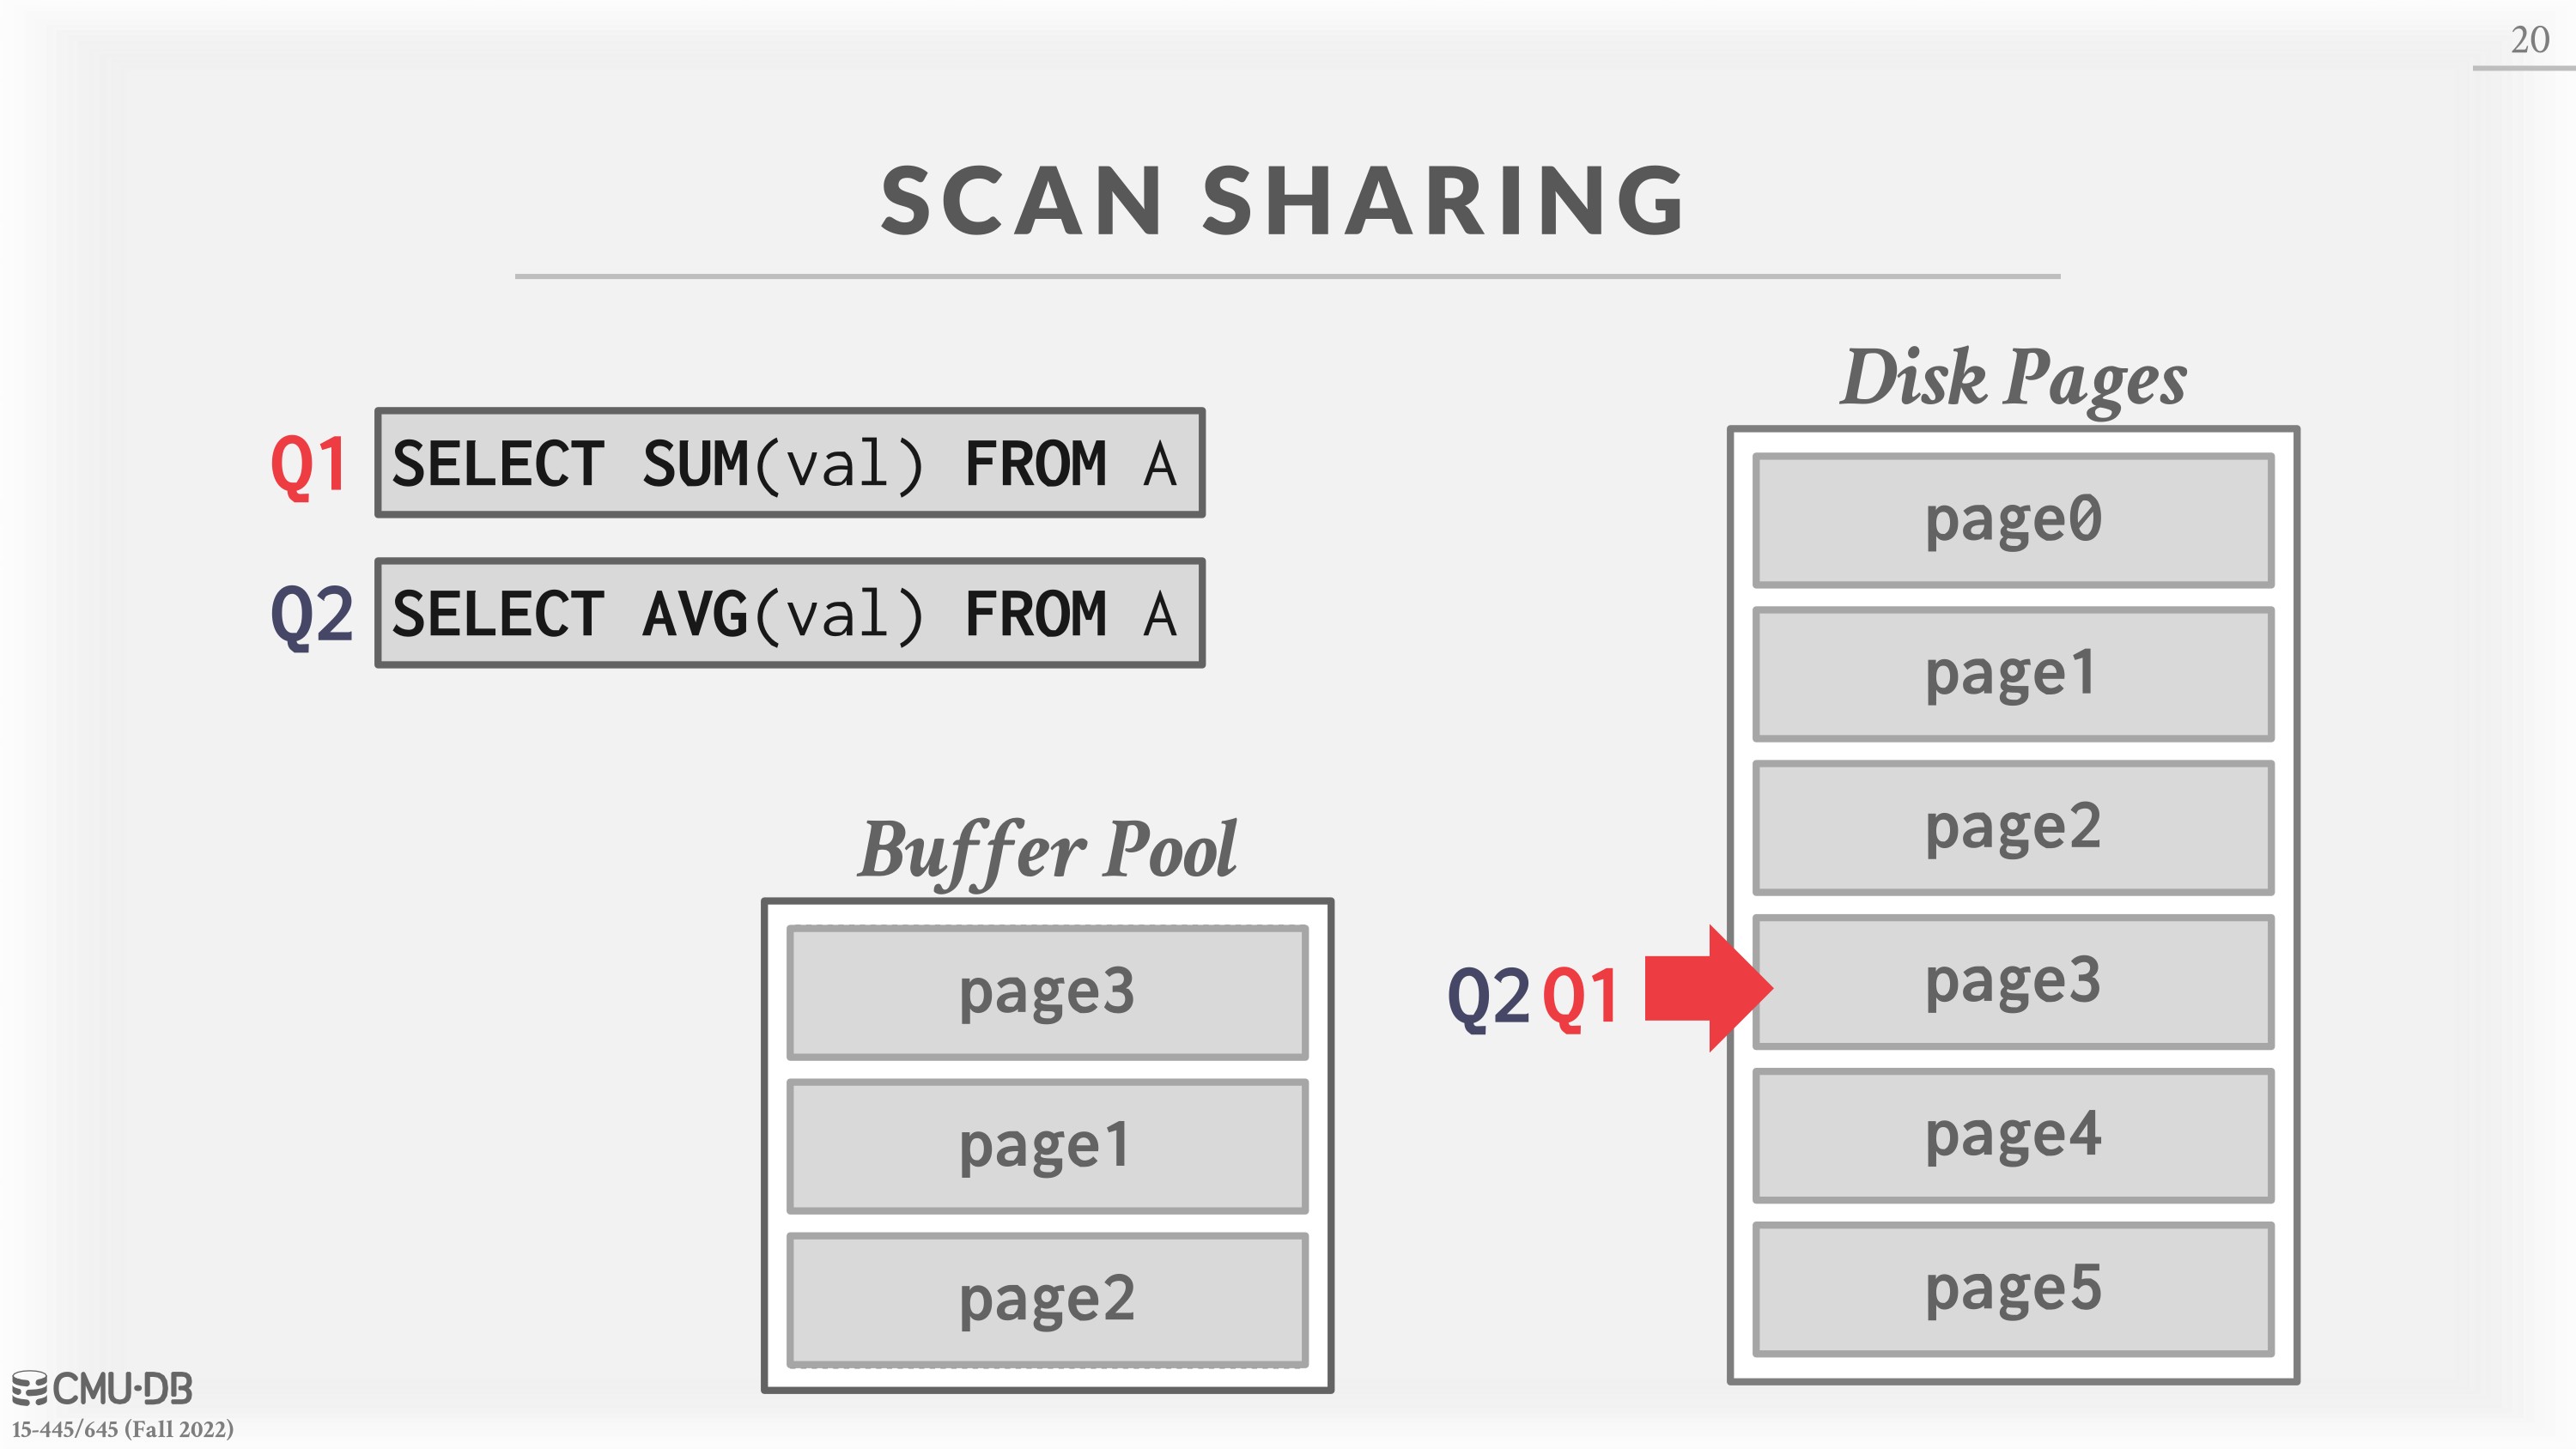 20
SCAN SHARING
Q1 SELECT SUM(val) FROM A
Q2 SELECT AVG(val) FROM A
Buffer Pool
page3
page1
page2
Disk Pages
page0
page1
page2
Q2 Q1 page3
page4
page5
CMU·DB
15-445/645 (Fall 2022)